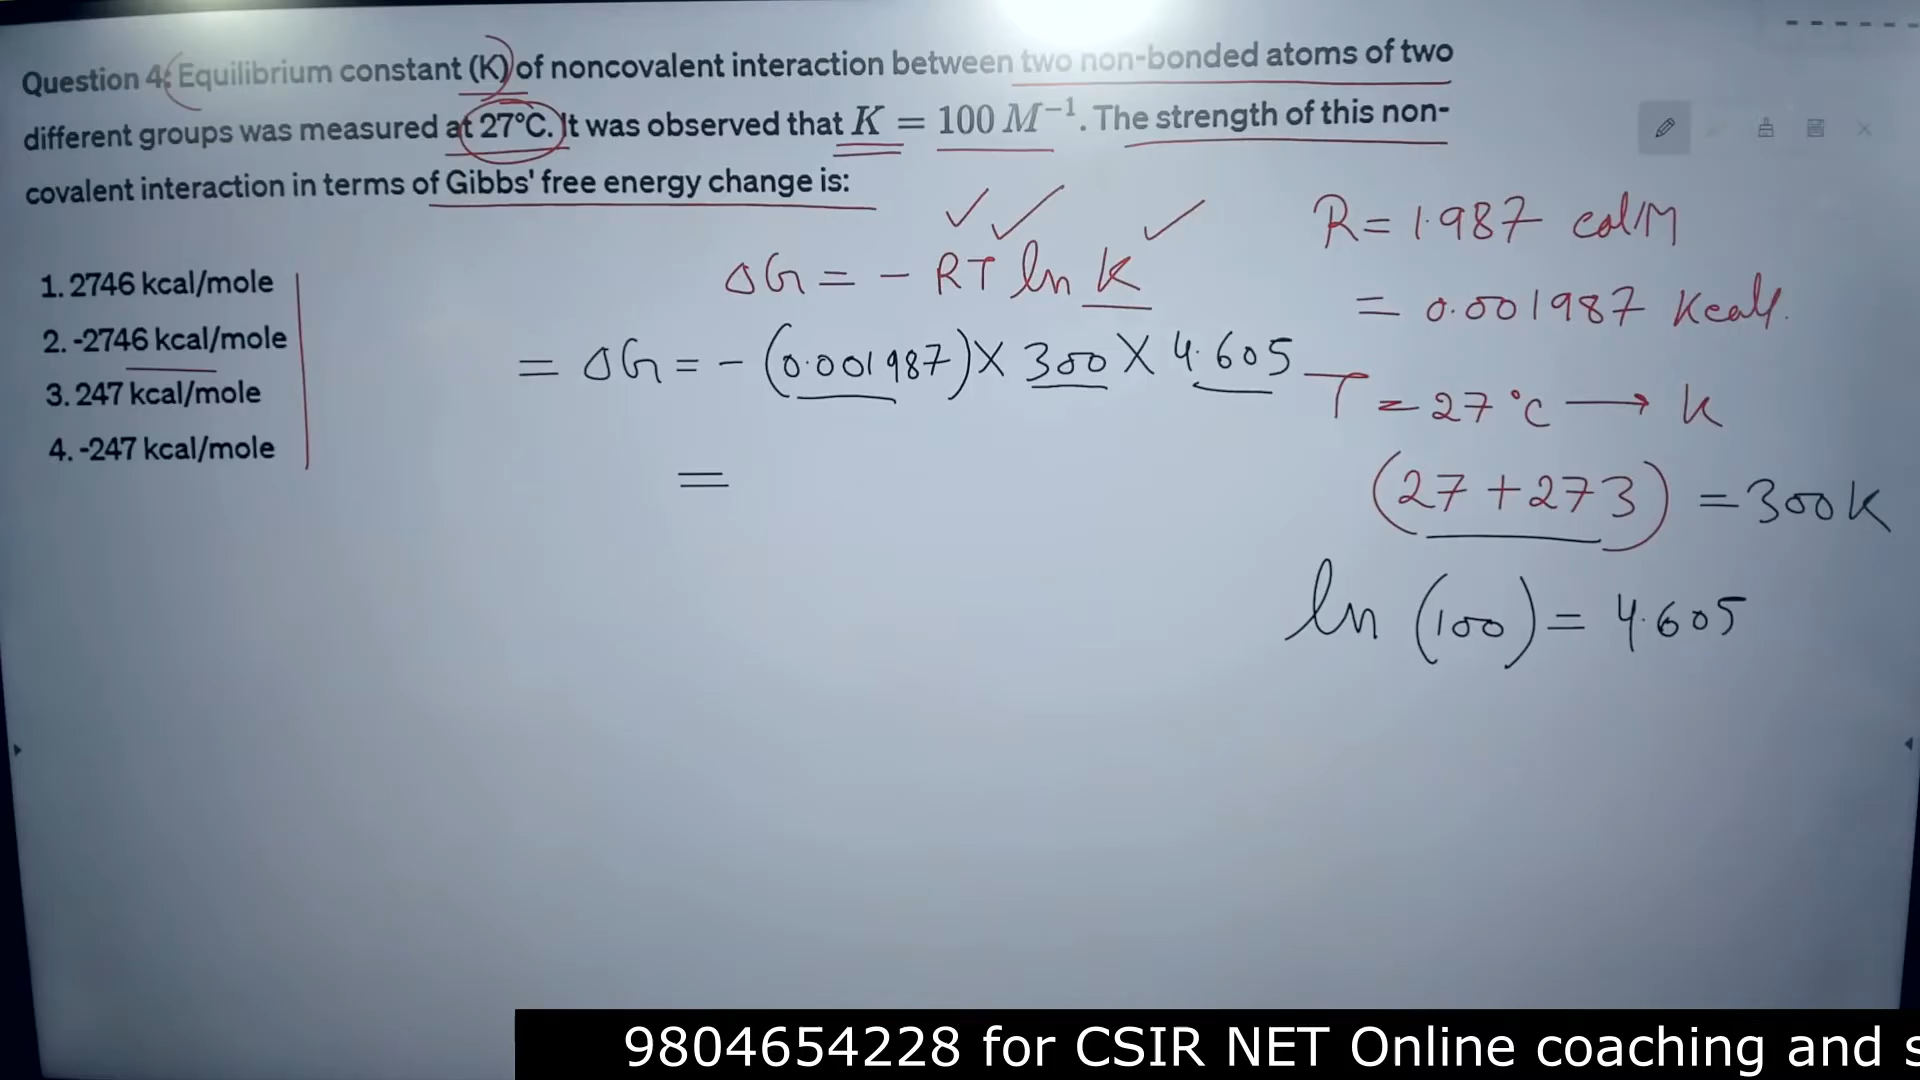 Question 4: Equilibrium constant (K) of noncovalent interaction between two non-bonded atoms of two
different groups was measured at 27°C. It was observed that K = 100 M⁻¹. The strength of this non-
covalent interaction in terms of Gibbs' free energy change is:
1. 2746 kcal/mole
2. -2746 kcal/mole
3. 247 kcal/mole
4. -247 kcal/mole
ΔG = - RT ln K
= ΔG = - (0.001987) × 300 × 4.605
=
R = 1.987 cal/M
= 0.001987 Kcal/.
T = 27°C → K
(27 + 273) = 300 K
ln (100) = 4.605
9804654228 for CSIR NET Online coaching and s